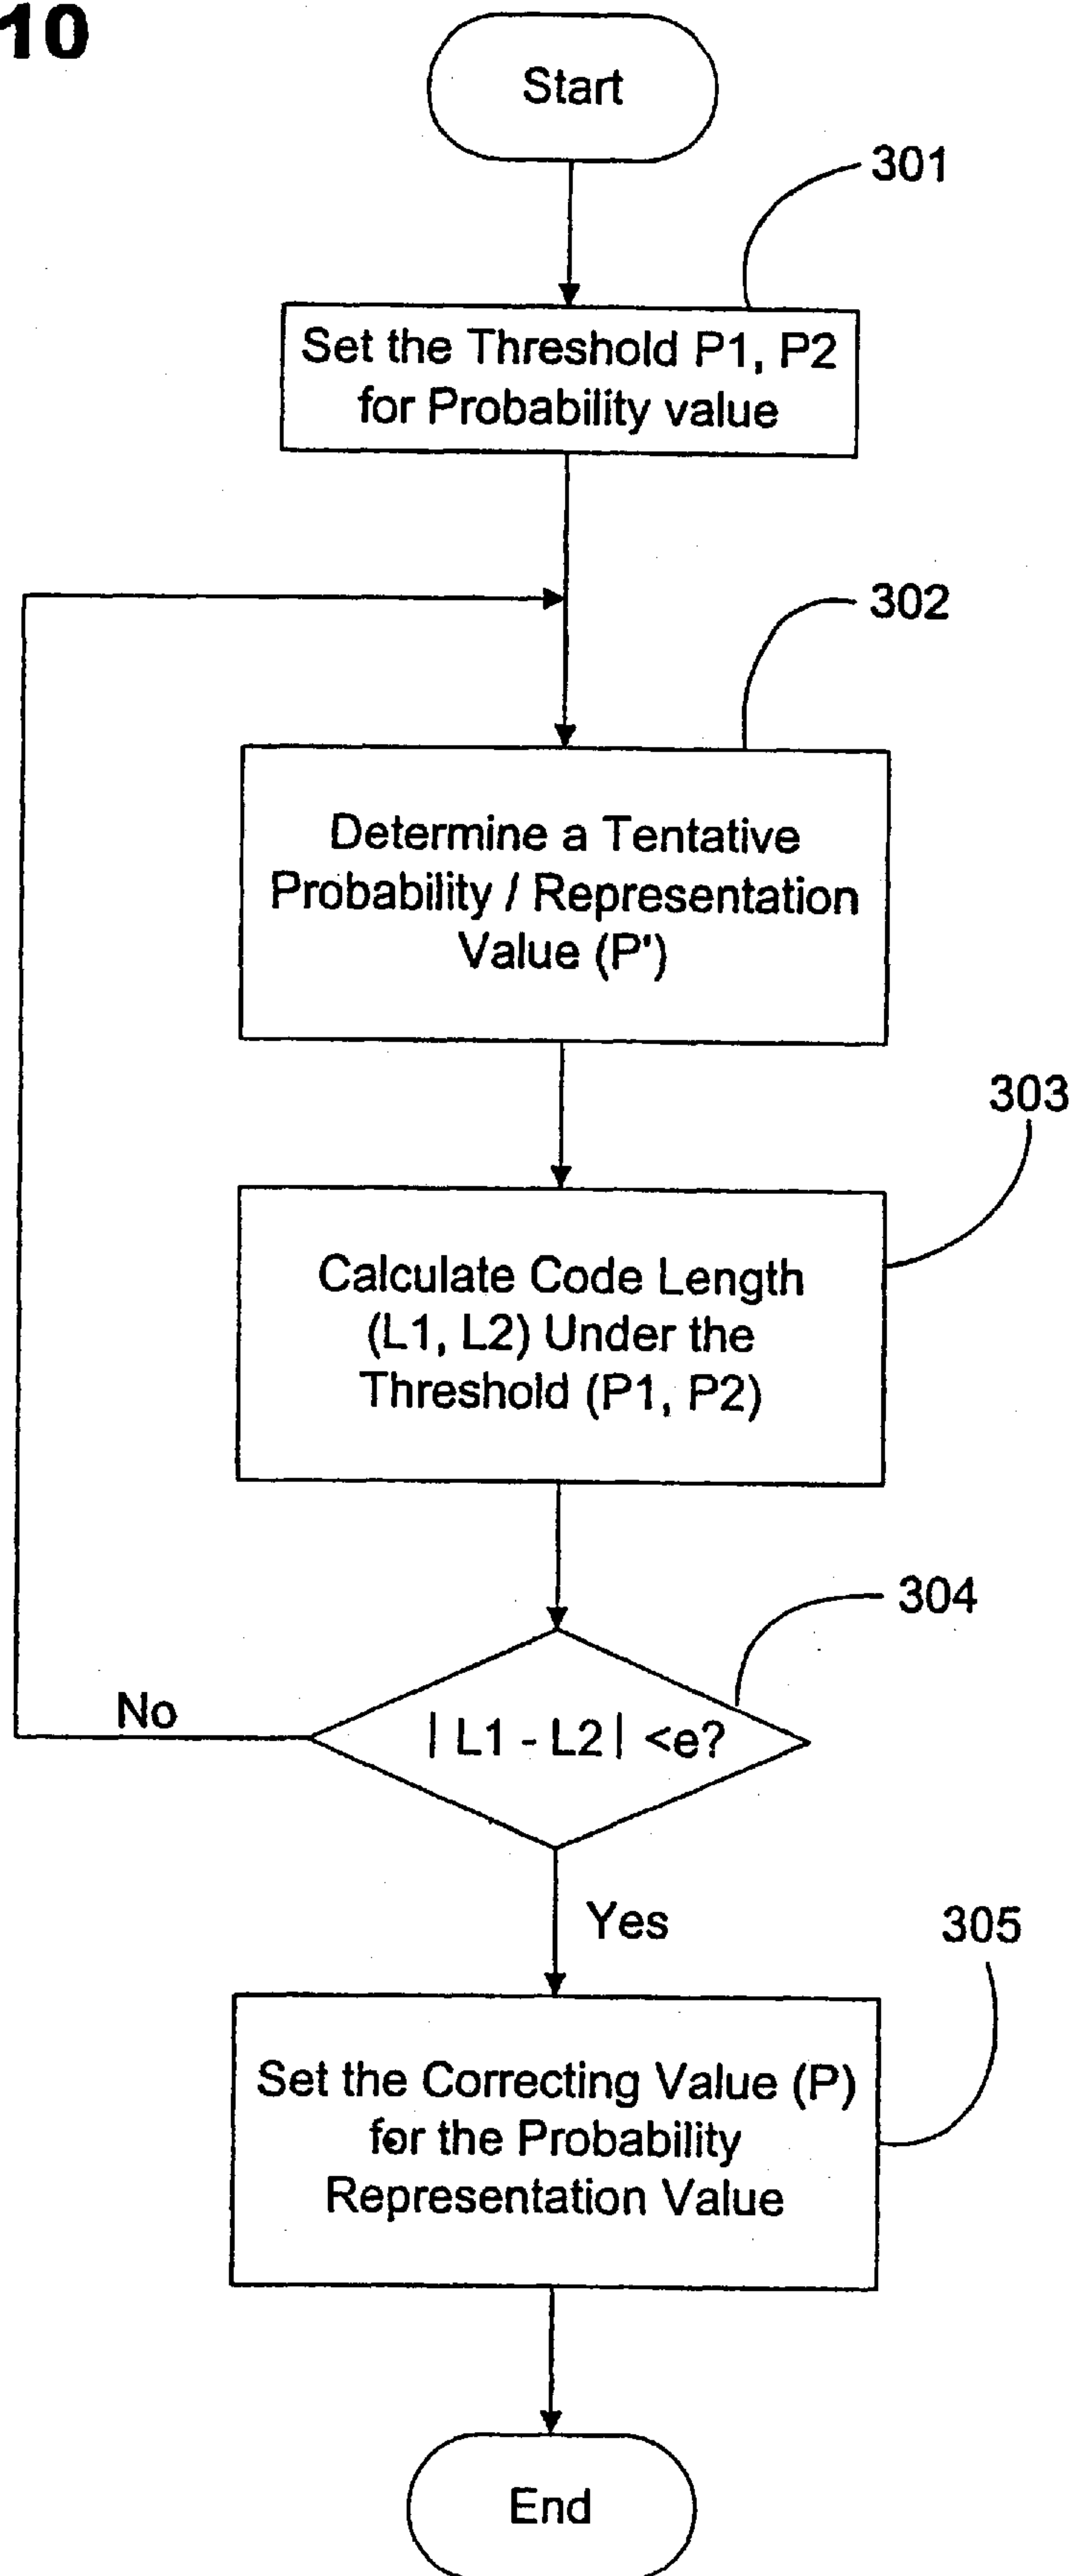 10
Start
301
Set the Threshold P1, P2
for Probability value
302
Determine a Tentative
Probability / Representation
Value (P')
303
Calculate Code Length
(L1, L2) Under the
Threshold (P1, P2)
304
No
| L1 - L2 | <e?
Yes
305
Set the Correcting Value (P)
for the Probability
Representation Value
End